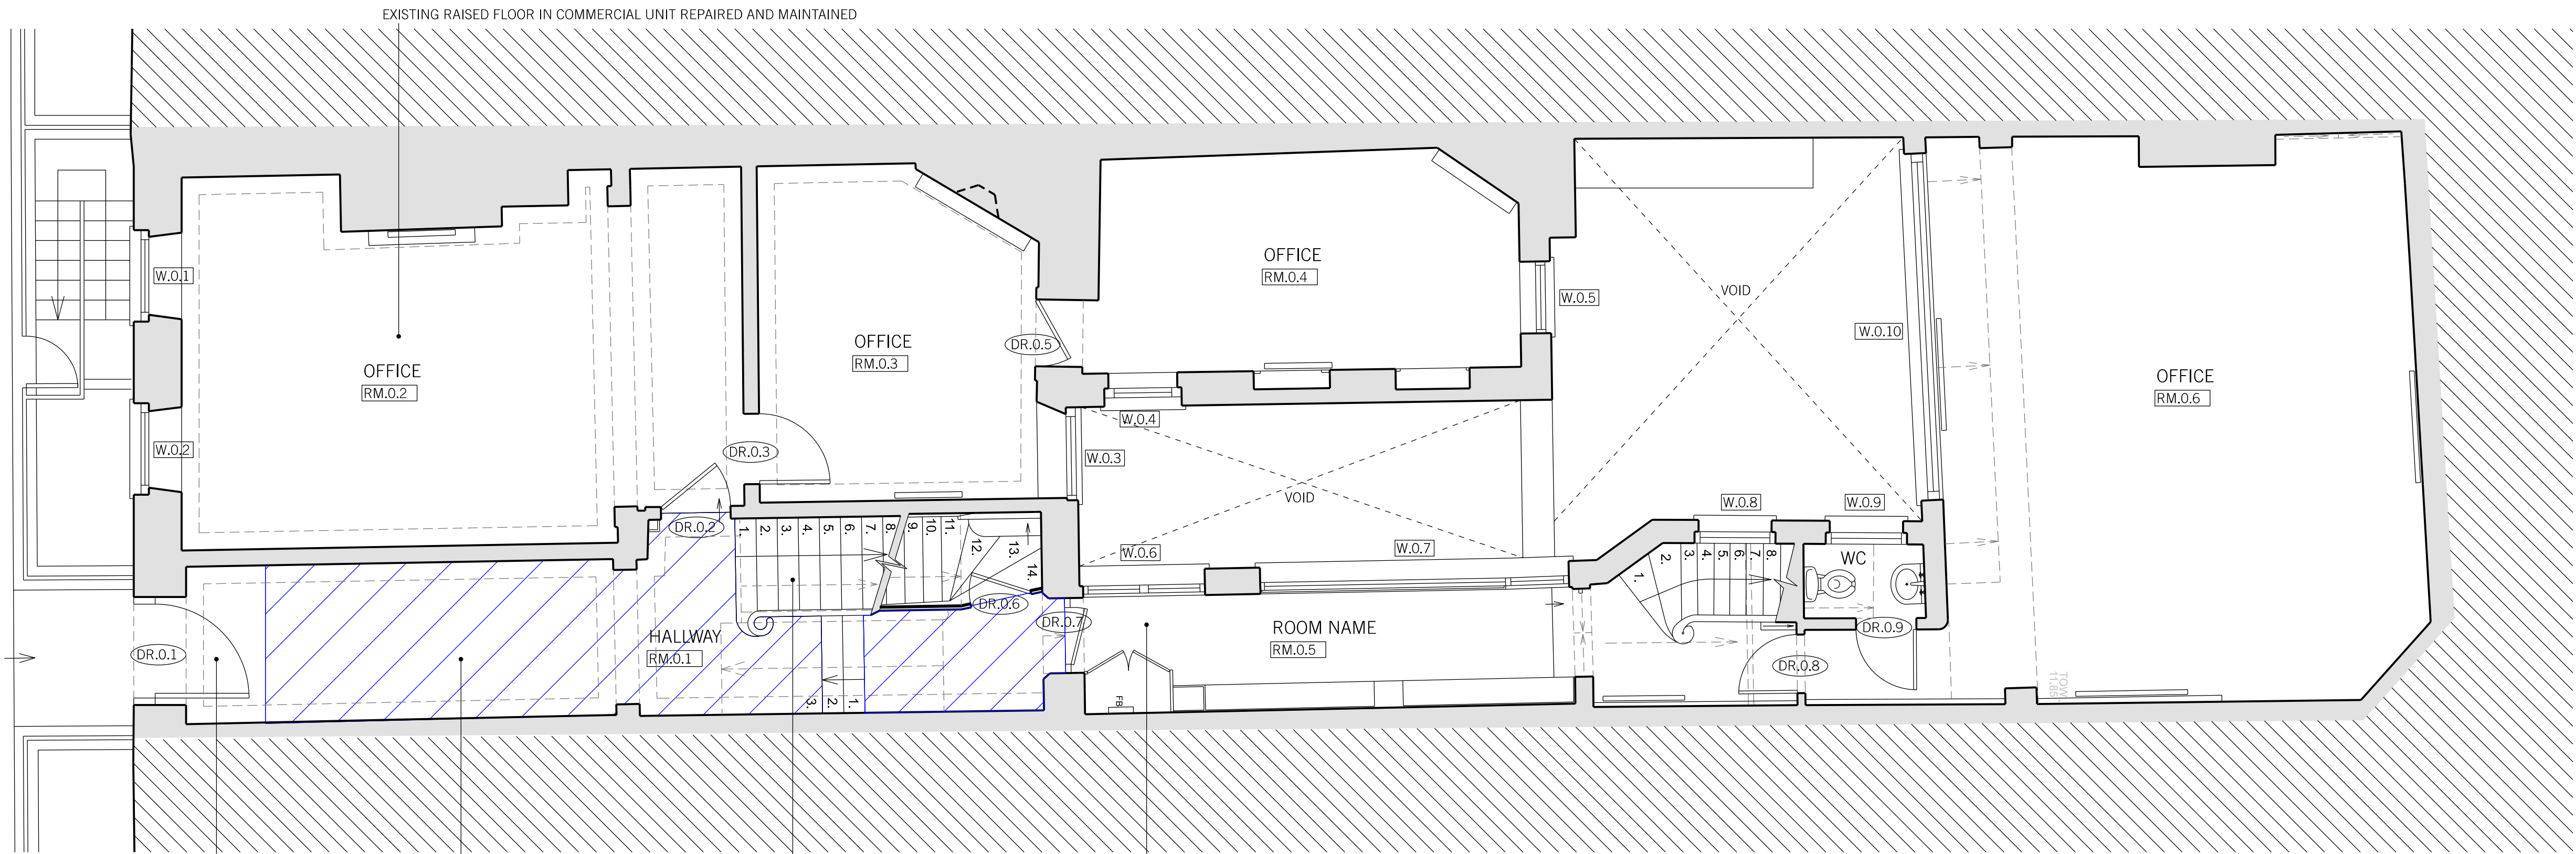 EXISTING RAISED FLOOR IN COMMERCIAL UNIT REPAIRED AND MAINTAINED
W.0.1
OFFICE
RM.0.2
W.0.2
OFFICE
RM.0.3
DR.0.5
OFFICE
RM.0.4
W.0.5
VOID
W.0.10
OFFICE
RM.0.6
DR.0.3
W.0.4
W.0.3
VOID
DR.0.2
1.
2.
3.
4.
5.
6.
7.
8.
9.
10.
11.
12.
13.
14.
W.0.6
W.0.7
W.0.8
W.0.9
1.
2.
3.
4.
5.
6.
7.
8.
WC
DR.0.6
DR.0.7
DR.0.1
HALLWAY
RM.0.1
ROOM NAME
RM.0.5
DR.0.9
DR.0.8
3.
2.
1.
FB
TOW
11.85